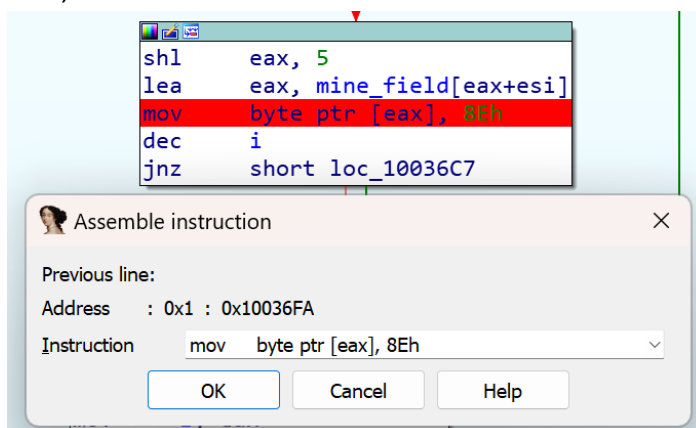 shl     eax, 5
lea     eax, mine_field[eax+esi]
mov     byte ptr [eax], 8Eh
dec     i
jnz     short loc_10036C7
Assemble instruction
Previous line:
Address : 0x1 : 0x10036FA
Instruction mov     byte ptr [eax], 8Eh
OK Cancel Help